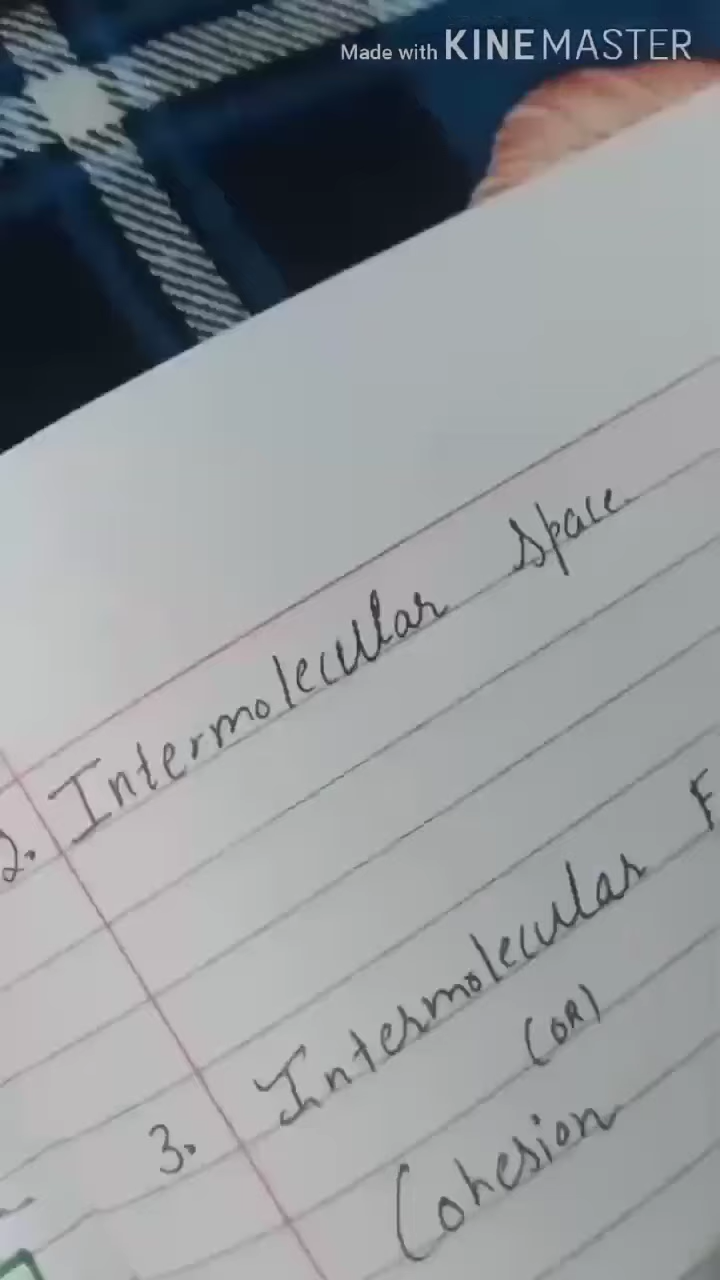 Made with KINEMASTER
2. Intermolecular space
3. Intermolecular F
(OR)
Cohesion